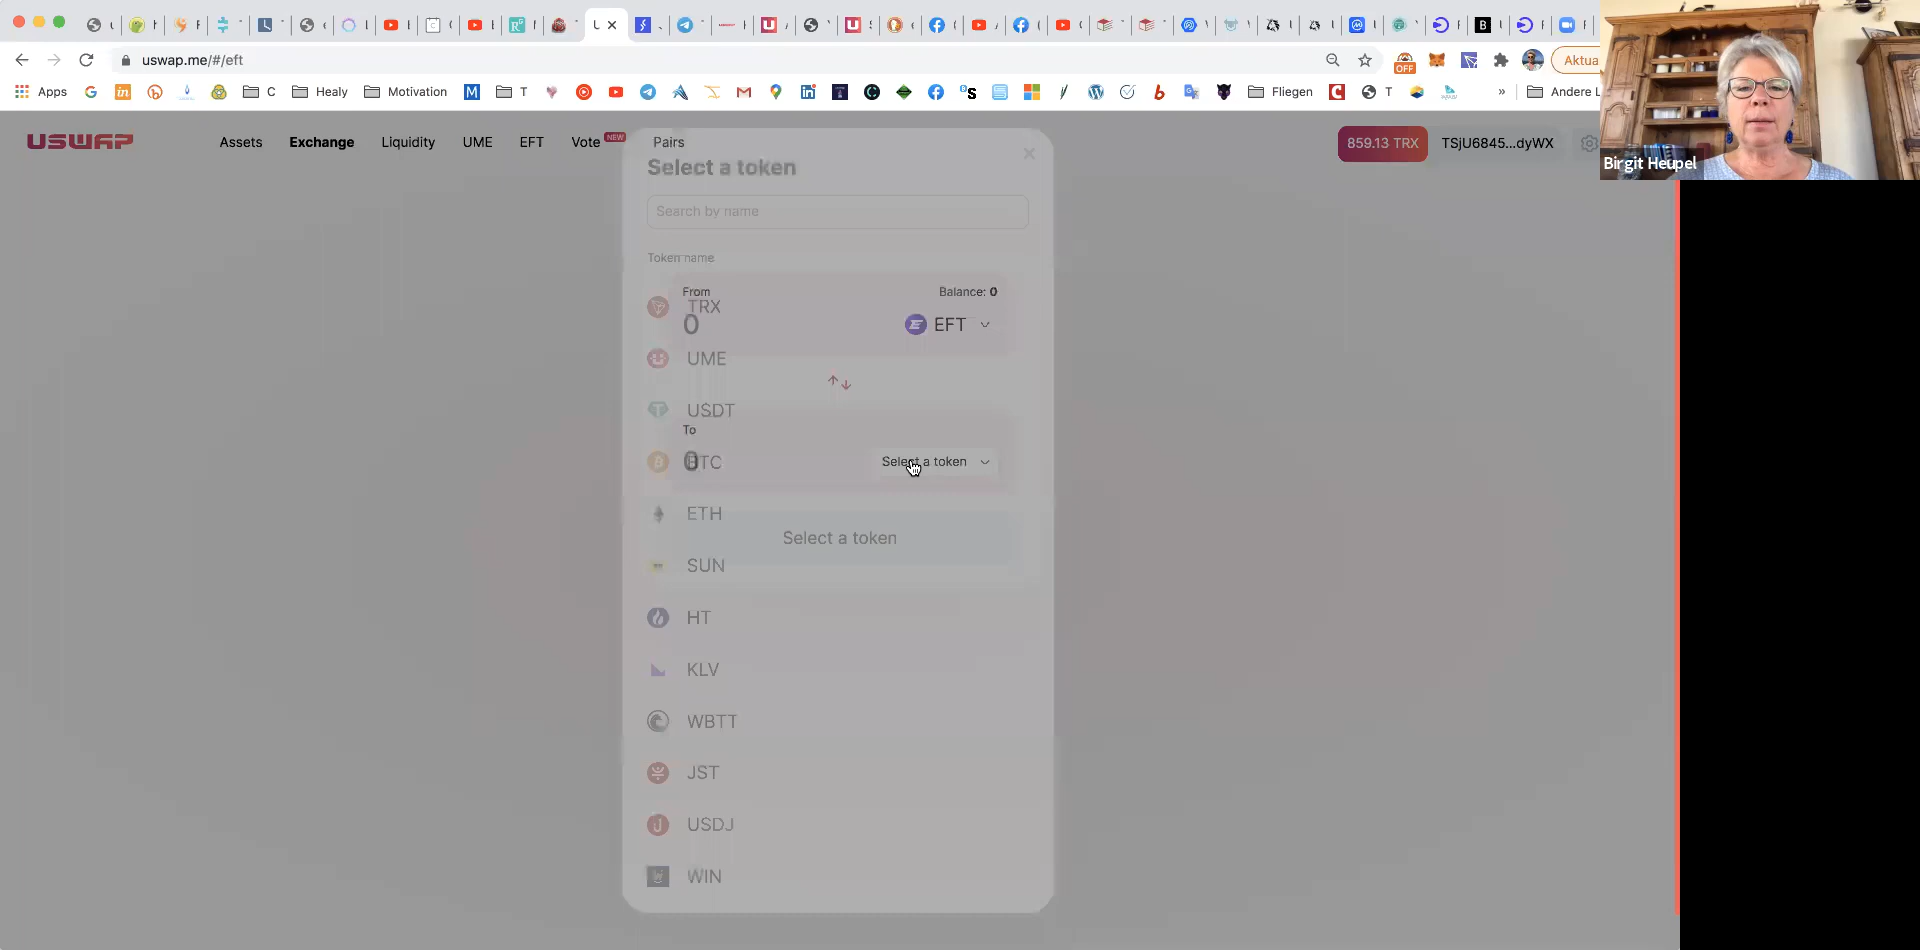 uswap.me/#/eft
OFF
Aktua
Apps
C
Healy
Motivation
T
Fliegen
T
»
Andere L
USWAP
Assets
Exchange
Liquidity
UME
EFT
Vote
NEW
Pairs
859.13 TRX
TSjU6845...dyWX
Birgit Heupel
Select a token
Search by name
Token name
From
Balance: 0
TRX
0
EFT
UME
USDT
To
0
BTC
Select a token
ETH
Select a token
SUN
HT
KLV
WBTT
JST
USDJ
WIN